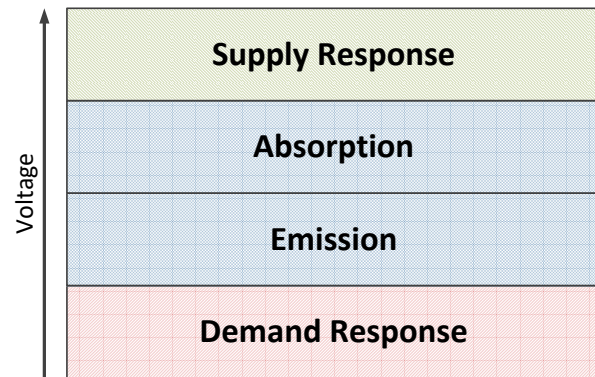 Voltage
Supply Response
Absorption
Emission
Demand Response